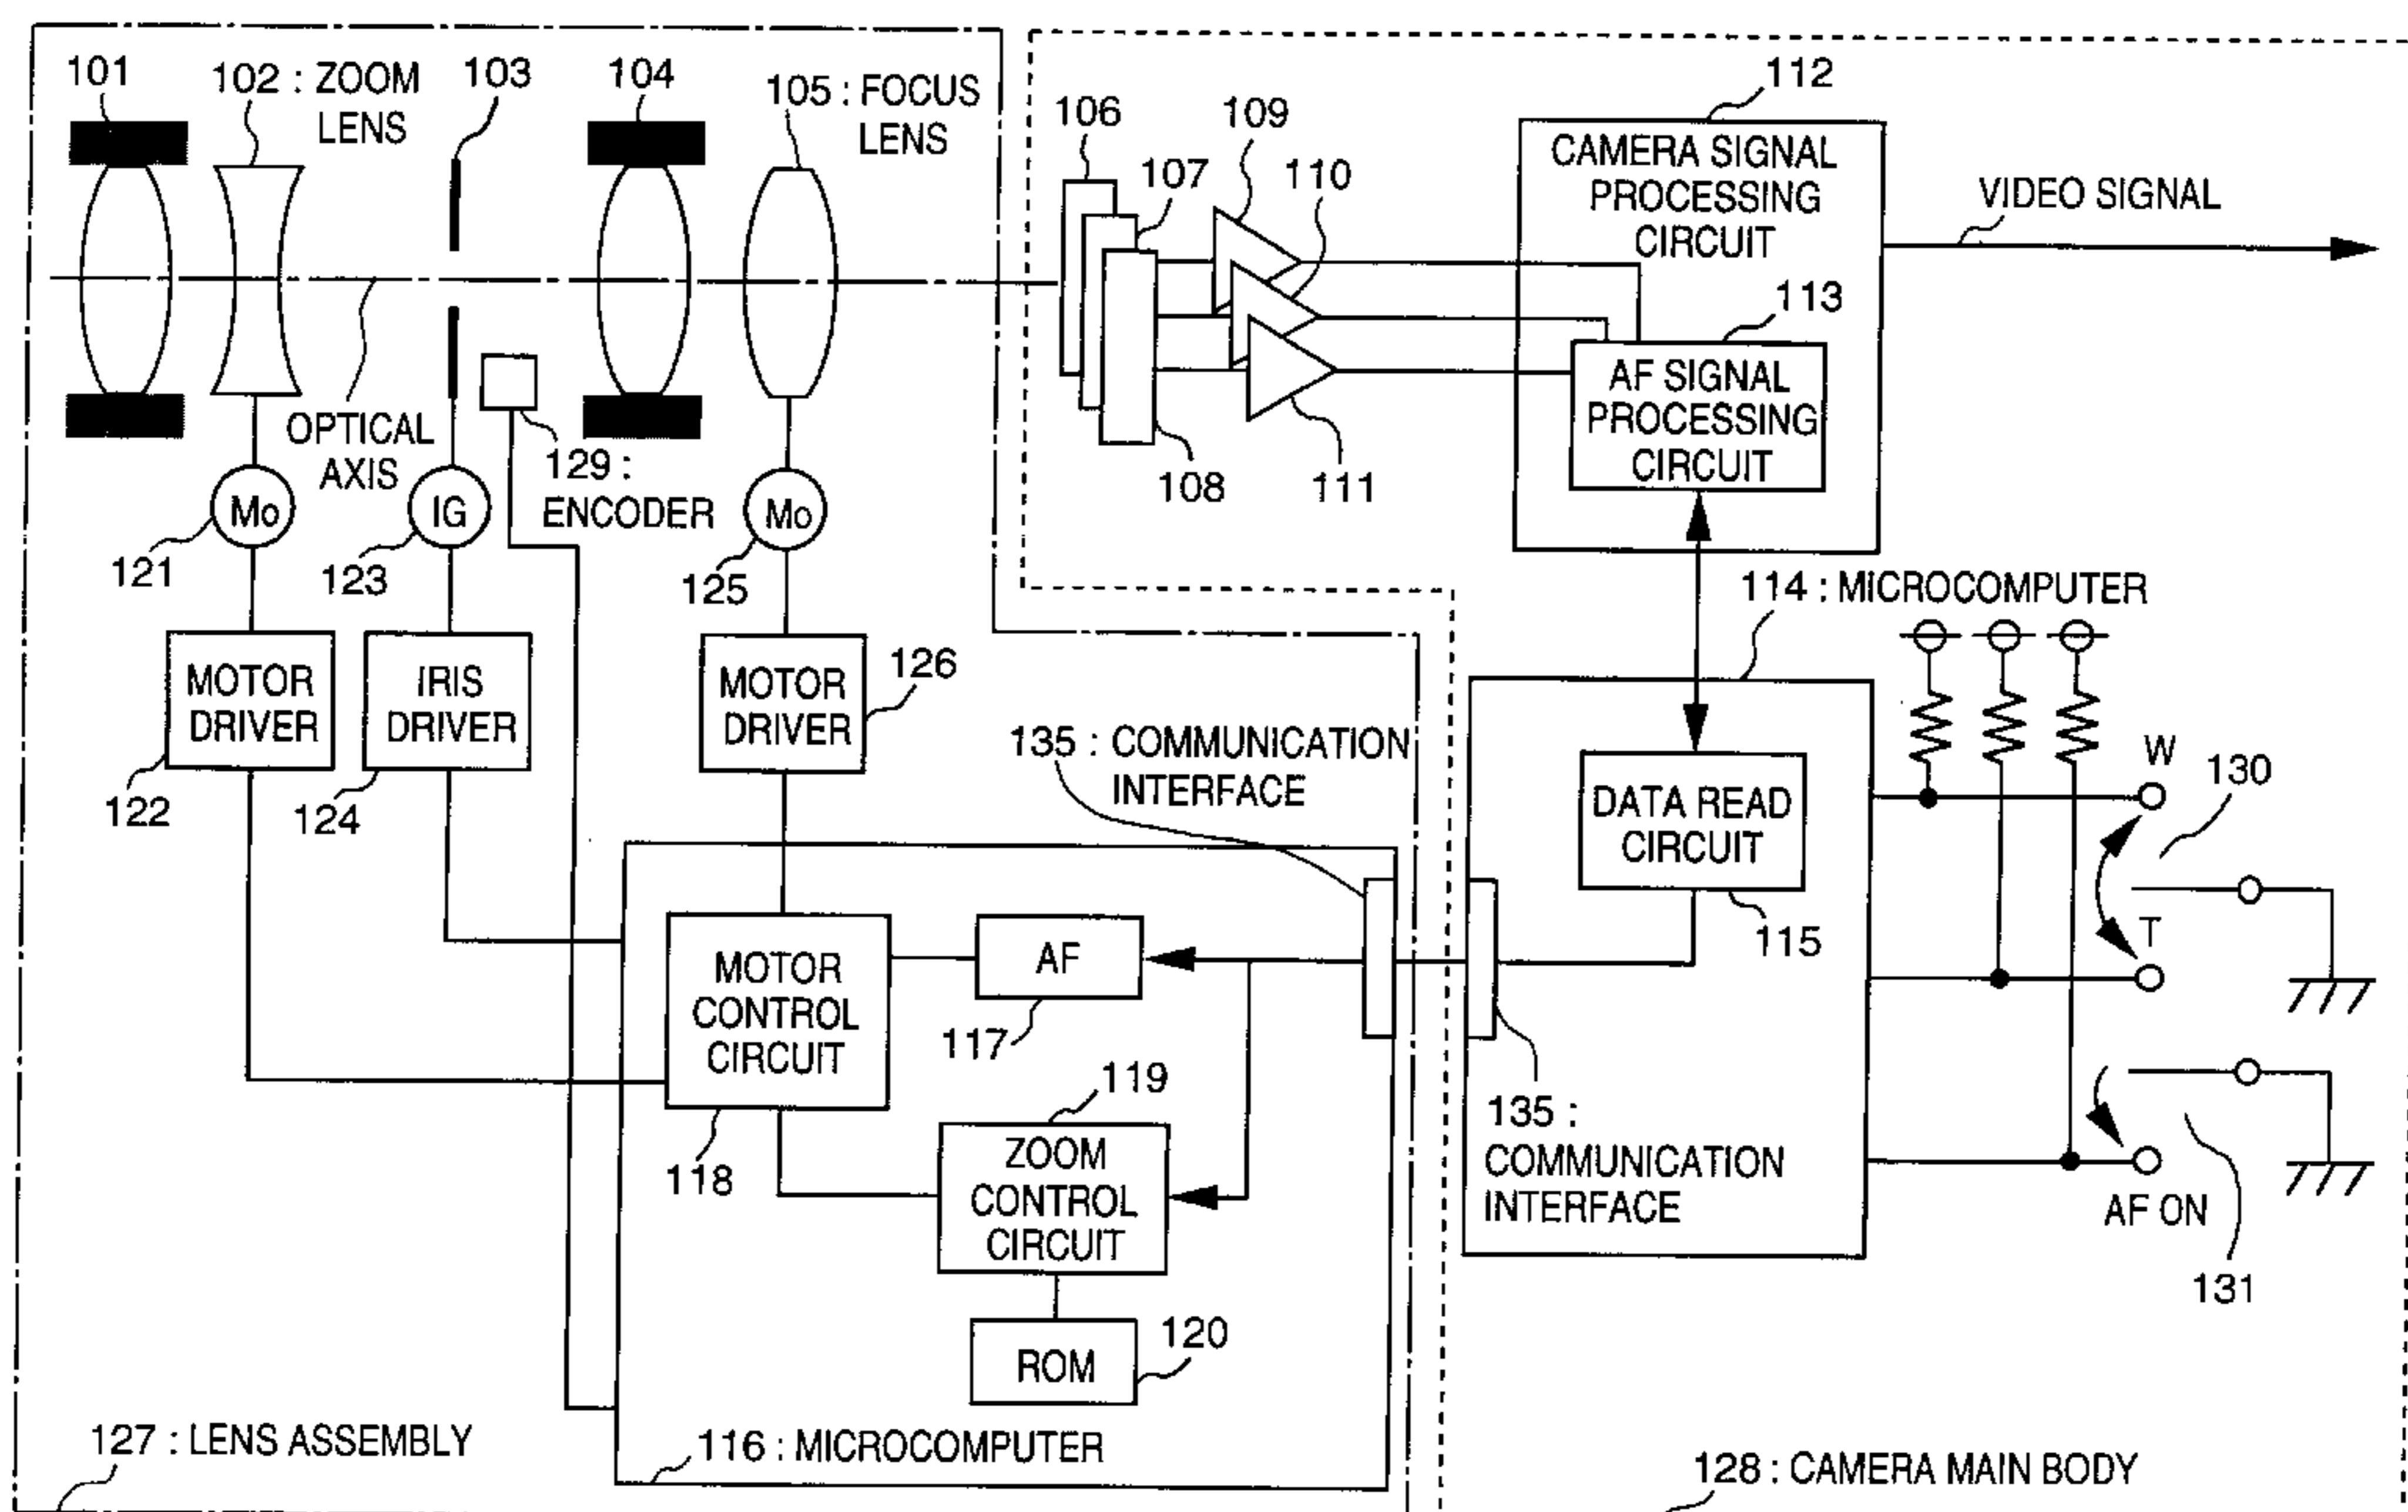 101
102 : ZOOM
LENS
103
104
105 : FOCUS
LENS
106
107
109
110
112
CAMERA SIGNAL
PROCESSING
CIRCUIT
VIDEO SIGNAL
113
AF SIGNAL
PROCESSING
CIRCUIT
OPTICAL
AXIS
129 :
ENCODER
108
111
Mo
121
IG
123
Mo
125
114 : MICROCOMPUTER
MOTOR
DRIVER
122
IRIS
DRIVER
124
MOTOR
DRIVER
126
135 : COMMUNICATION
INTERFACE
DATA READ
CIRCUIT
115
W
130
T
MOTOR
CONTROL
CIRCUIT
118
AF
117
119
ZOOM
CONTROL
CIRCUIT
ROM
120
135 :
COMMUNICATION
INTERFACE
AF ON
131
127 : LENS ASSEMBLY
116 : MICROCOMPUTER
128 : CAMERA MAIN BODY